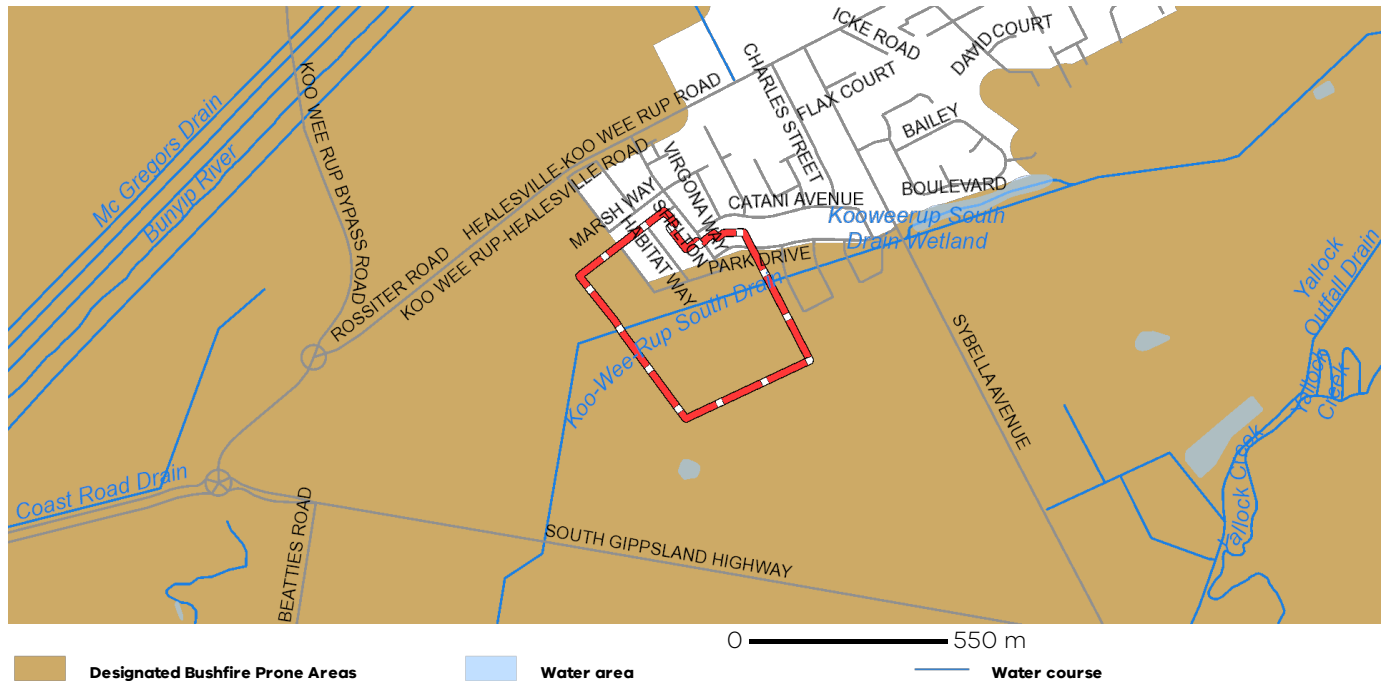 ICKE ROAD
DAVID COURT
CHARLES STREET
FLAX COURT
KOO WEE RUP BYPASS ROAD
Mc Gregors Drain
Bunyip River
HEALESVILLE-KOO WEE RUP ROAD
BAILEY
VIRGONA WAY
MARSH WAY
SHELTON
HABITAT WAY
CATANI AVENUE
BOULEVARD
Kooweerup South
Drain Wetland
ROSSITER ROAD
KOO WEE RUP-HEALESVILLE ROAD
PARK DRIVE
Koo-Wee-Rup South Drain
Yallock
Outfall Drain
SYBELLA AVENUE
Yallock
Creek
Yallock Creek
Coast Road Drain
BEATTIES ROAD
SOUTH GIPPSLAND HIGHWAY
0 550 m
Designated Bushfire Prone Areas
Water area
Water course